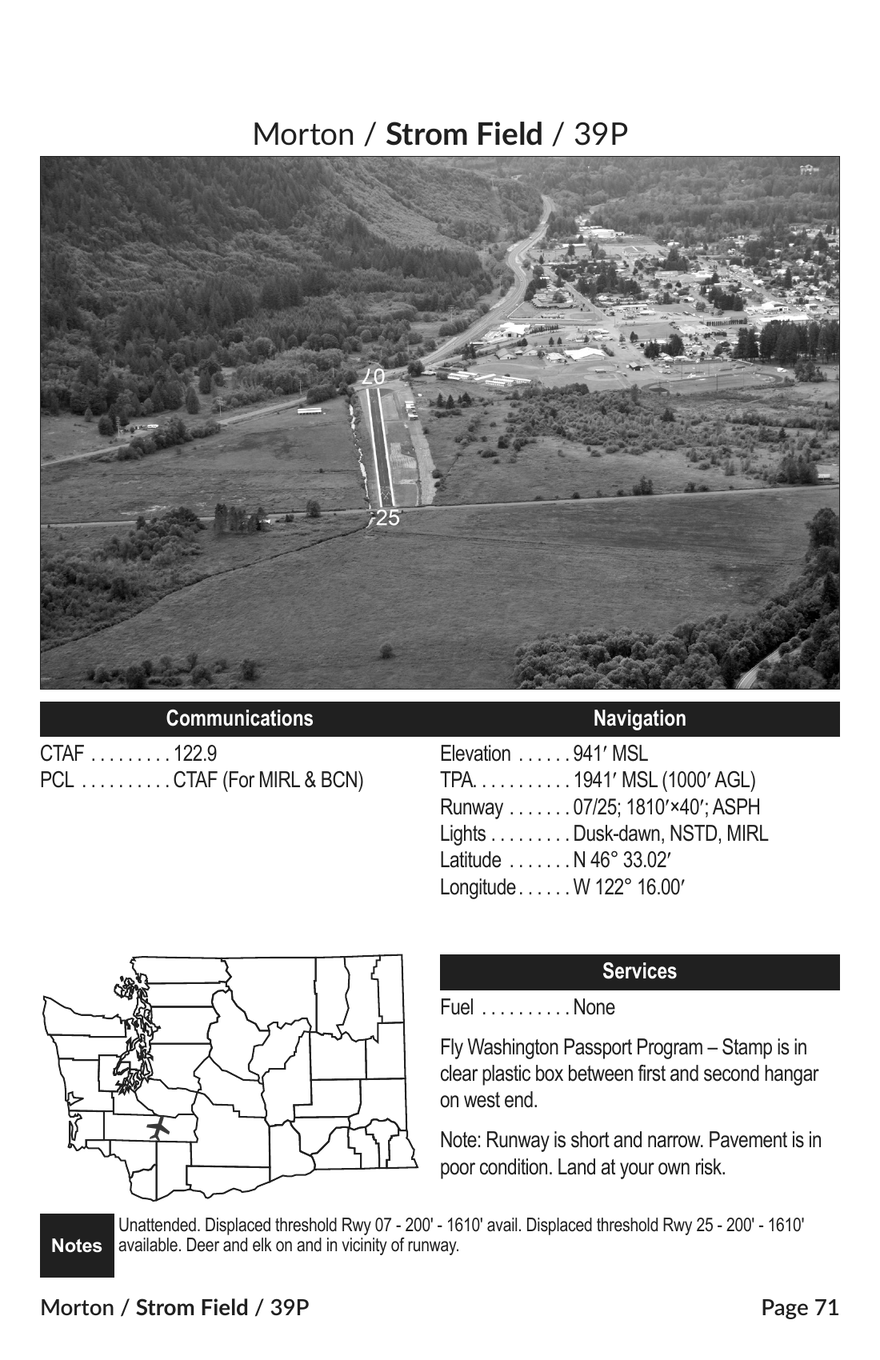 Morton / Strom Field / 39P
07
25
Communications
CTAF . . . . . . . . . 122.9
PCL . . . . . . . . . . CTAF (For MIRL & BCN)
Navigation
Elevation . . . . . . 941′ MSL
TPA. . . . . . . . . . . 1941′ MSL (1000′ AGL)
Runway . . . . . . . 07/25; 1810′×40′; ASPH
Lights . . . . . . . . . Dusk-dawn, NSTD, MIRL
Latitude . . . . . . . N 46° 33.02′
Longitude . . . . . . W 122° 16.00′
Services
Fuel . . . . . . . . . . None
Fly Washington Passport Program – Stamp is in
clear plastic box between first and second hangar
on west end.
Note: Runway is short and narrow. Pavement is in
poor condition. Land at your own risk.
Notes
Unattended. Displaced threshold Rwy 07 - 200' - 1610' avail. Displaced threshold Rwy 25 - 200' - 1610'
available. Deer and elk on and in vicinity of runway.
Morton / Strom Field / 39P
Page 71